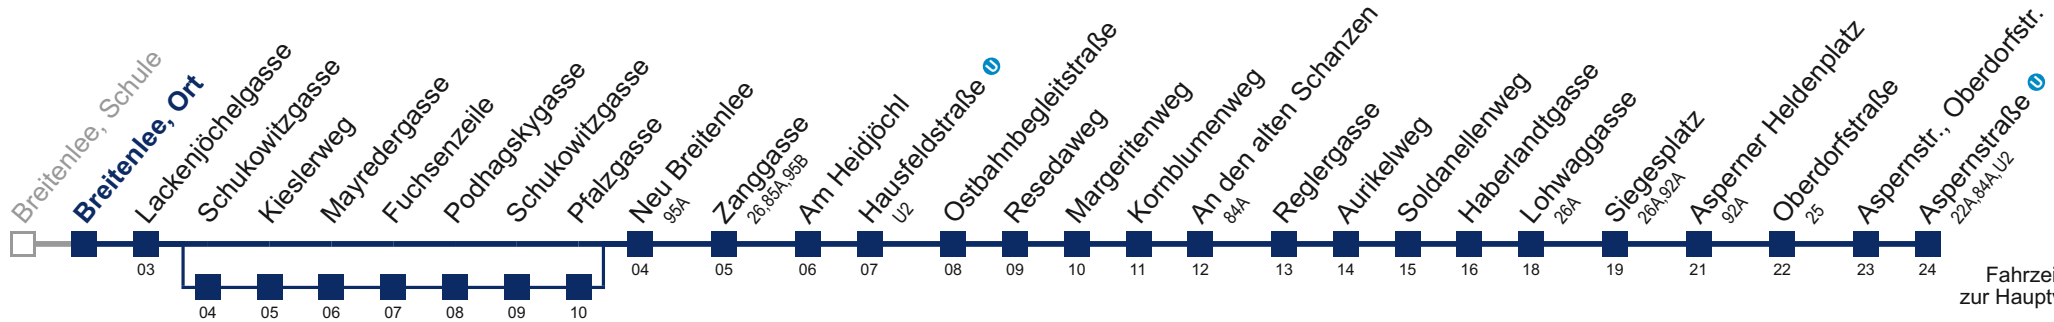 Breitenlee, Schule
Breitenlee, Ort
Lackenjöchelgasse
Schukowitzgasse
Kieslerweg
Mayredergasse
Fuchsenzeile
Podhagskygasse
Schukowitzgasse
Pfalzgasse
Neu Breitenlee
95A
Zanggasse
26,85A,95B
Am Heidjöchl
Hausfeldstraße U
U2
Ostbahnbegleitstraße
Resedaweg
Margeritenweg
Kornblumenweg
An den alten Schanzen
84A
Reglergasse
Aurikelweg
Soldanellenweg
Haberlandtgasse
Lohwaggasse
26A
Siegesplatz
26A,92A
Asperner Heldenplatz
92A
Oberdorfstraße
25
Aspernstr., Oberdorfstr.
Aspernstraße U
22A,84A,U2
03 04 05 06 07 08 09 10 11 12 13 14 15 16 18 19 21 22 23 24
04 05 06 07 08 09 10
Fahrzei
zur Hauptv